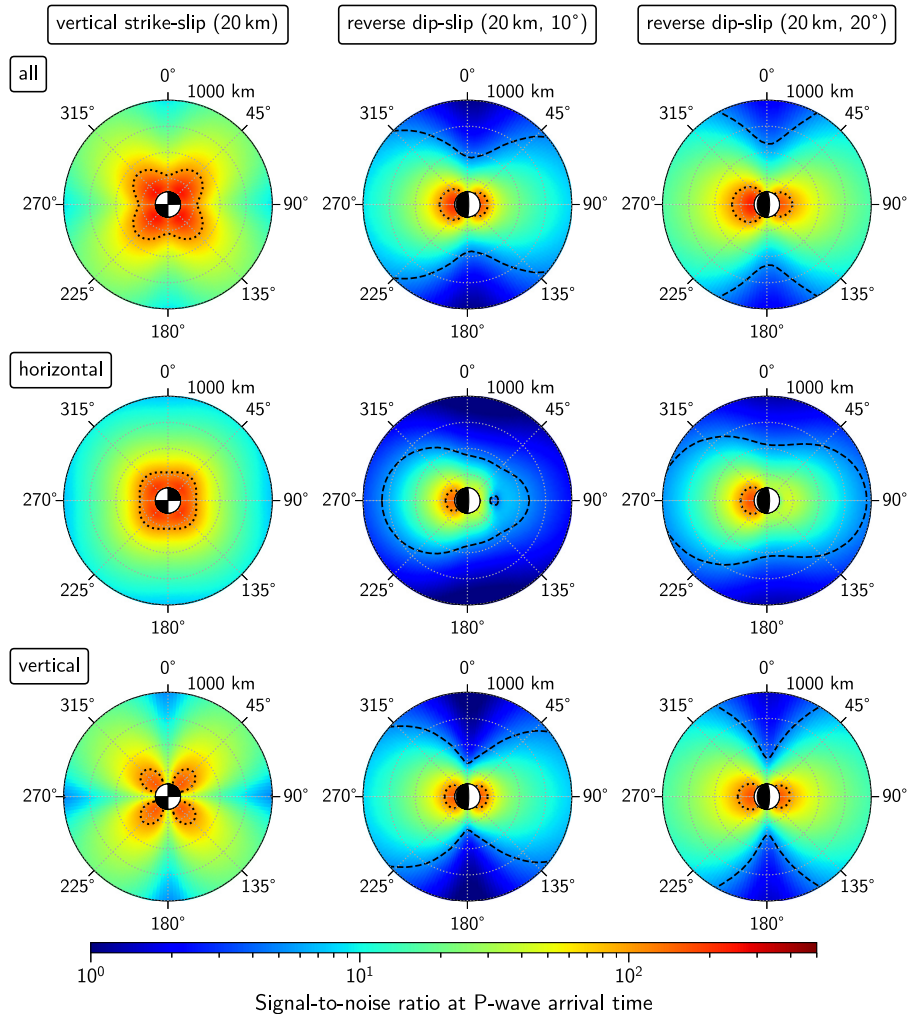 vertical strike-slip (20 km) reverse dip-slip (20 km, 10°) reverse dip-slip (20 km, 20°)
all
0° 0° 0°
315° 1000 km 45° 315° 1000 km 45° 315° 1000 km 45°
270° 90° 270° 90° 270° 90°
225° 135° 225° 135° 225° 135°
180° 180° 180°
horizontal
0° 0° 0°
315° 1000 km 45° 315° 1000 km 45° 315° 1000 km 45°
270° 90° 270° 90° 270° 90°
225° 135° 225° 135° 225° 135°
180° 180° 180°
vertical
0° 0° 0°
315° 1000 km 45° 315° 1000 km 45° 315° 1000 km 45°
270° 90° 270° 90° 270° 90°
225° 135° 225° 135° 225° 135°
180° 180° 180°
10⁰ 10¹ 10²
Signal-to-noise ratio at P-wave arrival time